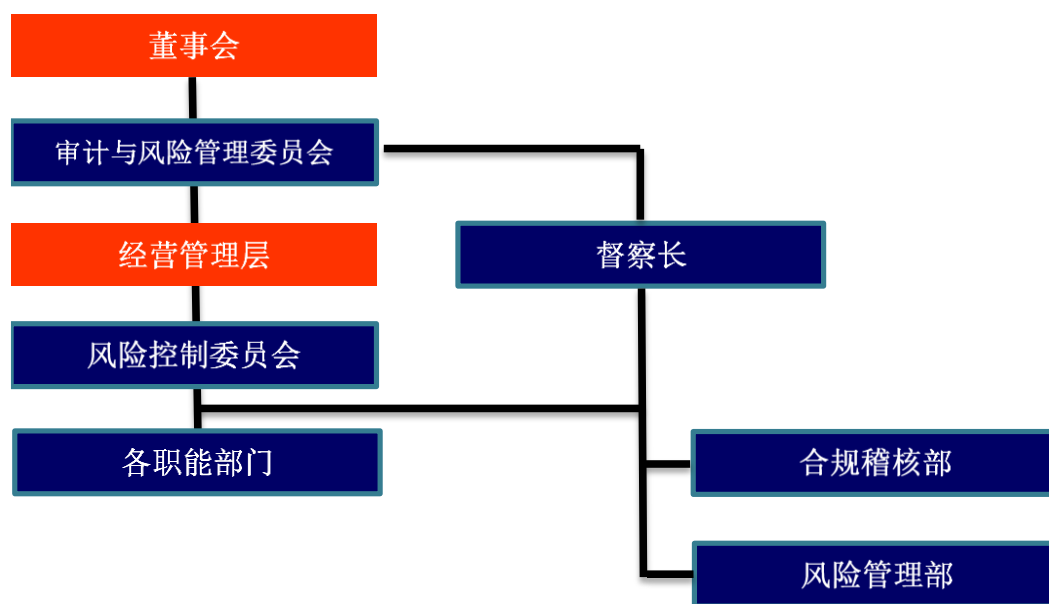 董事会
审计与风险管理委员会
经营管理层
督察长
风险控制委员会
各职能部门
合规稽核部
风险管理部